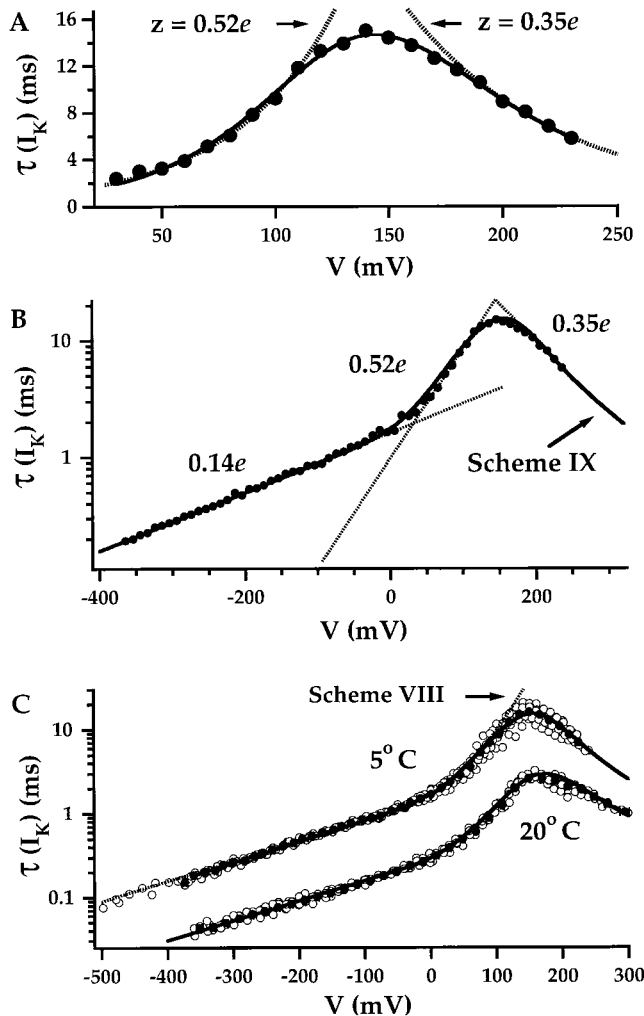 A
z = 0.52e
z = 0.35e
16
12
8
4
0
τ (I_K) (ms)
50
100
150
200
250
V (mV)
B
10
1
τ (I_K) (ms)
0.14e
0.52e
0.35e
Scheme IX
-400
-200
0
200
V (mV)
C
Scheme VIII
10
1
0.1
τ (I_K) (ms)
5° C
20° C
-500
-400
-300
-200
-100
0
100
200
300
V (mV)